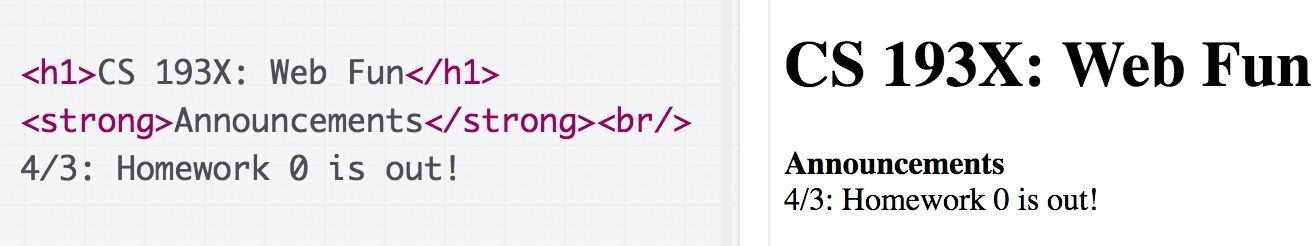 <h1>CS 193X: Web Fun</h1>
<strong>Announcements</strong><br/>
4/3: Homework 0 is out!
CS 193X: Web Fun
Announcements
4/3: Homework 0 is out!